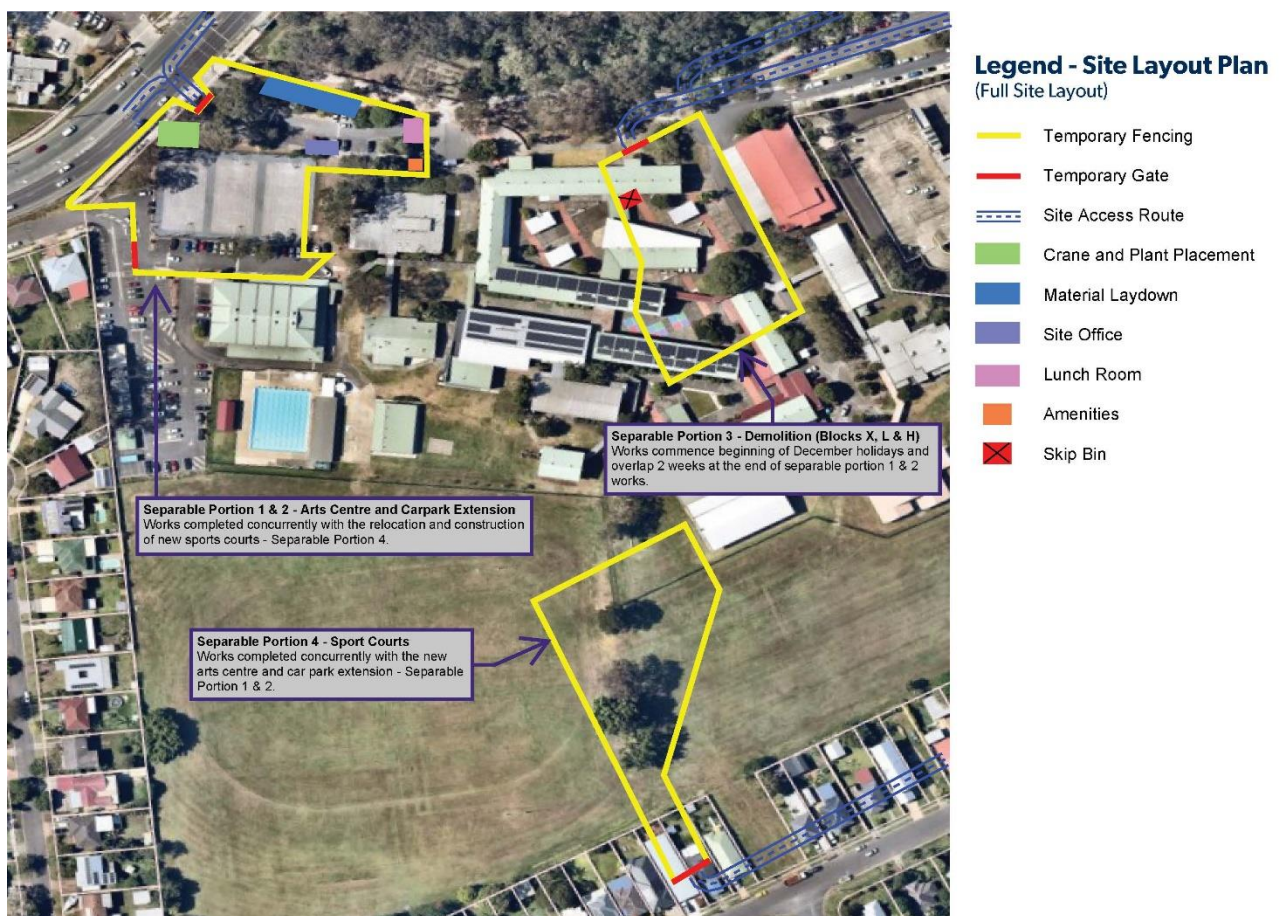 Legend - Site Layout Plan
(Full Site Layout)
Temporary Fencing
Temporary Gate
Site Access Route
Crane and Plant Placement
Material Laydown
Site Office
Lunch Room
Amenities
Skip Bin
Separable Portion 3 - Demolition (Blocks X, L & H)
Works commence beginning of December holidays and
overlap 2 weeks at the end of separable portion 1 & 2
works.
Separable Portion 1 & 2 - Arts Centre and Carpark Extension
Works completed concurrently with the relocation and construction
of new sports courts - Separable Portion 4.
Separable Portion 4 - Sport Courts
Works completed concurrently with the new
arts centre and car park extension - Separable
Portion 1 & 2.